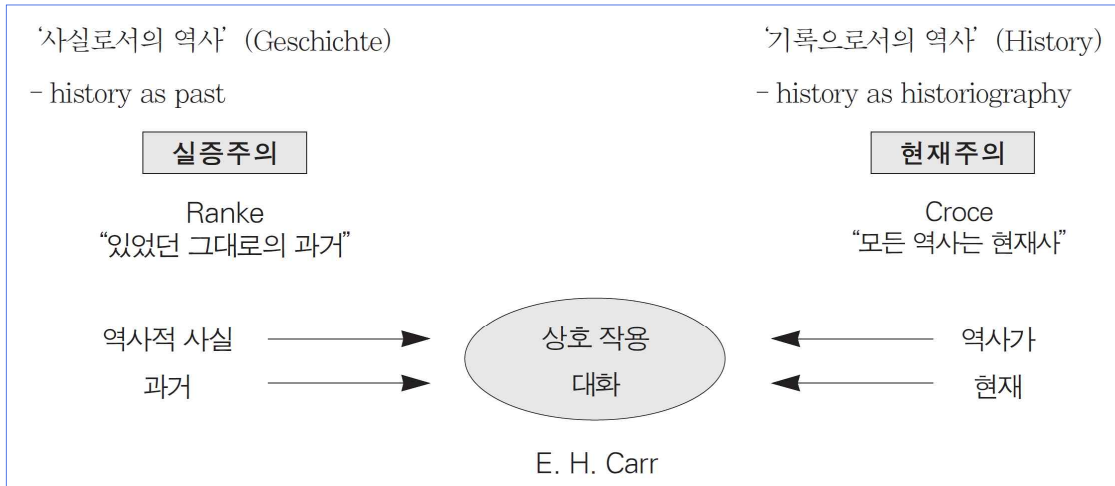 ‘사실로서의 역사’ (Geschichte)
– history as past
실증주의
Ranke
“있었던 그대로의 과거”
‘기록으로서의 역사’ (History)
– history as historiography
현재주의
Croce
“모든 역사는 현재사”
역사적 사실
과거
상호 작용
대화
역사가
현재
E. H. Carr